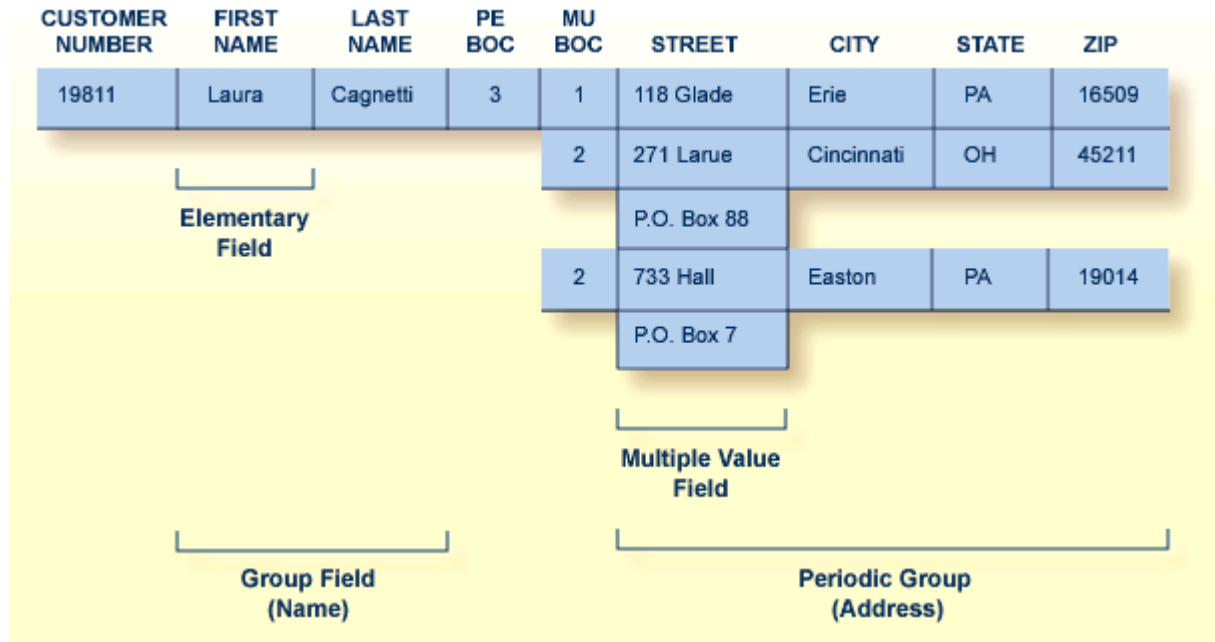 CUSTOMER NUMBER FIRST NAME LAST NAME PE BOC MU BOC STREET CITY STATE ZIP
19811 Laura Cagnetti 3 1 118 Glade Erie PA 16509
2 271 Larue Cincinnati OH 45211
P.O. Box 88
2 733 Hall Easton PA 19014
P.O. Box 7
Elementary
Field
Multiple Value
Field
Group Field
(Name)
Periodic Group
(Address)